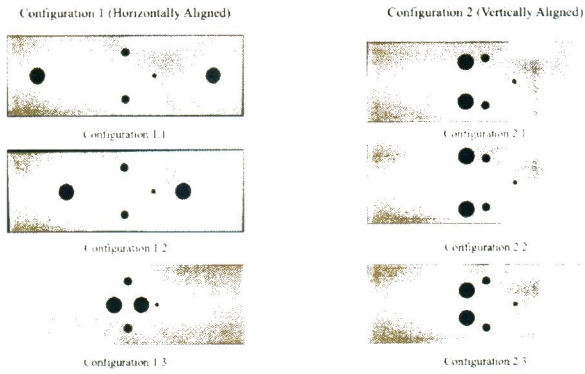 Configuration 1 (Horizontally Aligned)
Configuration 1.1
Configuration 1.2
Configuration 1.3
Configuration 2 (Vertically Aligned)
Configuration 2.1
Configuration 2.2
Configuration 2.3